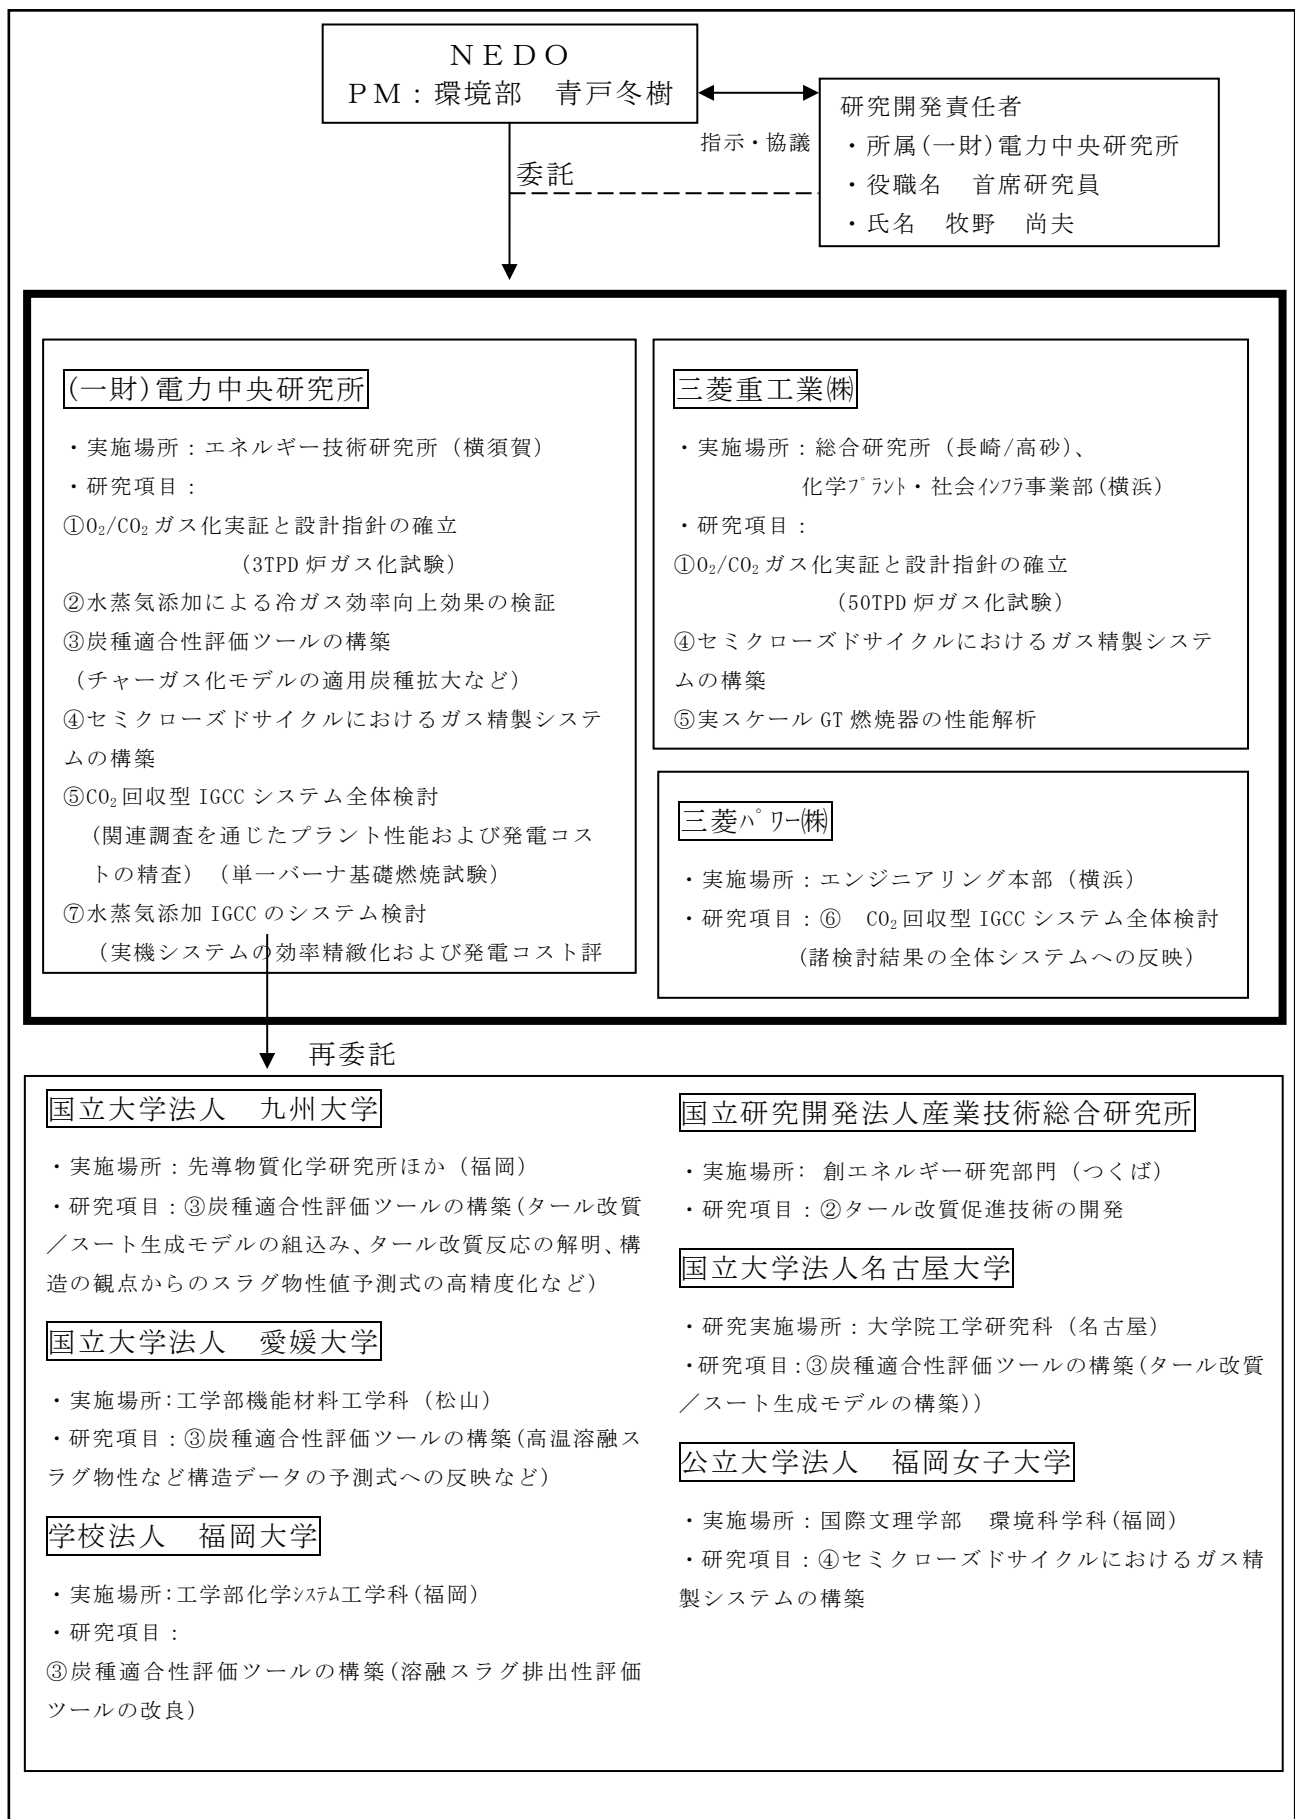 ＮＥＤＯ
ＰＭ：環境部　青戸冬樹
指示・協議
委託
研究開発責任者
・所属(一財)電力中央研究所
・役職名　首席研究員
・氏名　牧野　尚夫
(一財)電力中央研究所
・実施場所：エネルギー技術研究所（横須賀）
・研究項目：
①O₂/CO₂ガス化実証と設計指針の確立
（3TPD 炉ガス化試験）
②水蒸気添加による冷ガス効率向上効果の検証
③炭種適合性評価ツールの構築
（チャーガス化モデルの適用炭種拡大など）
④セミクローズドサイクルにおけるガス精製システ
ムの構築
⑤CO₂回収型 IGCC システム全体検討
（関連調査を通じたプラント性能および発電コス
トの精査）（単一バーナ基礎燃焼試験）
⑦水蒸気添加 IGCC のシステム検討
（実機システムの効率精緻化および発電コスト評
三菱重工業㈱
・実施場所：総合研究所（長崎/高砂）、
化学ﾌﾟﾗﾝﾄ・社会ｲﾝﾌﾗ事業部(横浜）
・研究項目：
①O₂/CO₂ガス化実証と設計指針の確立
（50TPD 炉ガス化試験）
④セミクローズドサイクルにおけるガス精製システ
ムの構築
⑤実スケール GT 燃焼器の性能解析
三菱ﾊﾟﾜｰ㈱
・実施場所：エンジニアリング本部（横浜）
・研究項目：⑥　CO₂回収型 IGCC システム全体検討
(諸検討結果の全体システムへの反映）
再委託
国立大学法人　九州大学
・実施場所：先導物質化学研究所ほか（福岡）
・研究項目：③炭種適合性評価ツールの構築(タール改質
／スート生成モデルの組込み、タール改質反応の解明、構
造の観点からのスラグ物性値予測式の高精度化など）
国立大学法人　愛媛大学
・実施場所：工学部機能材料工学科（松山）
・研究項目：③炭種適合性評価ツールの構築(高温溶融ス
ラグ物性など構造データの予測式への反映など）
学校法人　福岡大学
・実施場所：工学部化学ｼｽﾃﾑ工学科(福岡）
・研究項目：
③炭種適合性評価ツールの構築(溶融スラグ排出性評価
ツールの改良）
国立研究開発法人産業技術総合研究所
・実施場所：　創エネルギー研究部門（つくば）
・研究項目：②タール改質促進技術の開発
国立大学法人名古屋大学
・研究実施場所：大学院工学研究科（名古屋）
・研究項目：③炭種適合性評価ツールの構築(タール改質
／スート生成モデルの構築））
公立大学法人　福岡女子大学
・実施場所：国際文理学部　環境科学科(福岡）
・研究項目：④セミクローズドサイクルにおけるガス精
製システムの構築